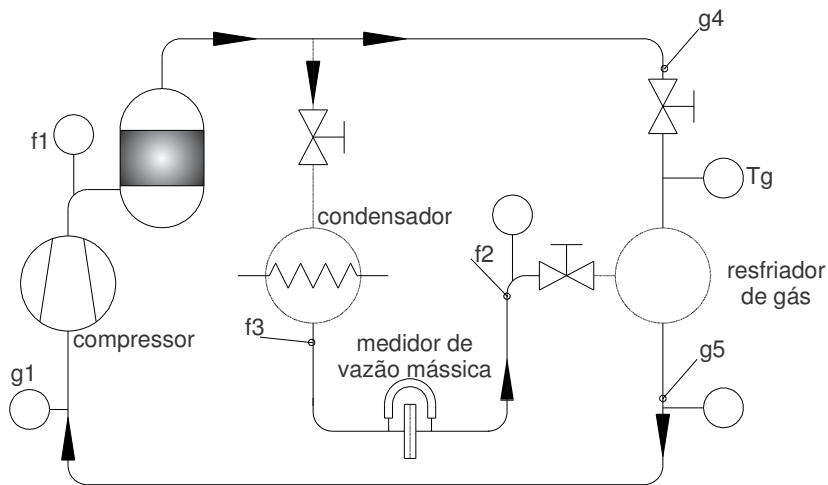 g4
f1
Tg
condensador
f2
resfriador
de gás
compressor
f3
medidor de
vazão mássica
g5
g1